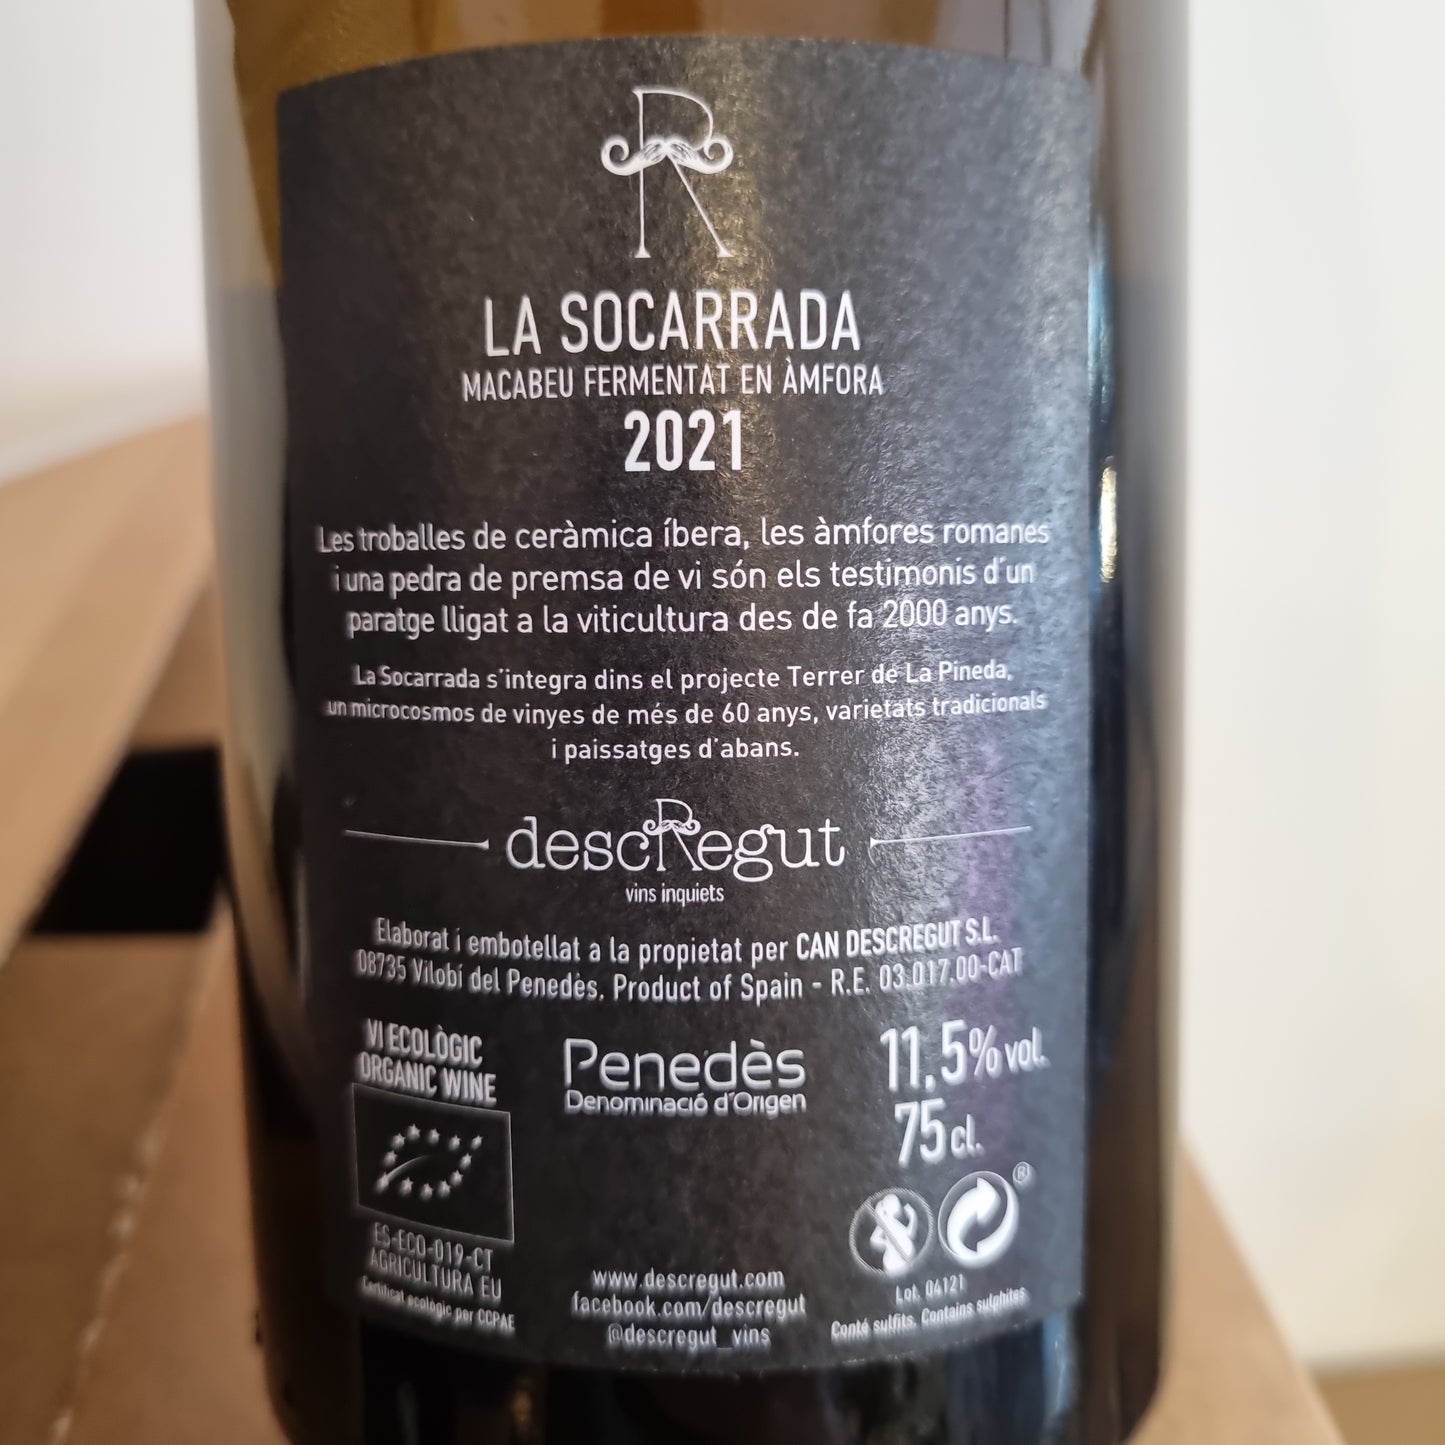 R
LA SOCARRADA
MACABEU FERMENTAT EN ÀMFORA
2021
Les troballes de ceràmica íbera, les àmfores romanes
i una pedra de premsa de vi són els testimonis d'un
paratge lligat a la viticultura des de fa 2000 anys.
La Socarrada s'integra dins el projecte Terrer de La Pineda,
un microcosmos de vinyes de més de 60 anys, varietats tradicionals
i paissatges d'abans.
descRegut
vins inquiets
Elaborat i embotellat a la propietat per CAN DESCREGUT S.L.
08735 Vilobí del Penedès. Product of Spain - R.E. 03.017.00-CAT
VI ECOLÒGIC
ORGANIC WINE
ES-ECO-019-CT
AGRICULTURA EU
Certificat ecològic per CCPAE
Penedès
Denominació d'Origen
www.descregut.com
facebook.com/descregut
@descregut_vins
11,5% vol.
75 cl.
®
Lot. 04121
Conté sulfits. Contains sulphites